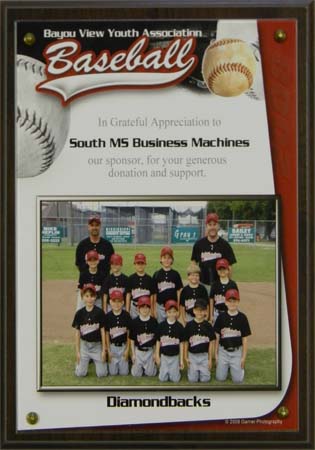 Bayou View Youth Association
Baseball
In Grateful Appreciation to
South MS Business Machines
our sponsor, for your generous
donation and support.
Diamondbacks
© 2009 Garner Photography